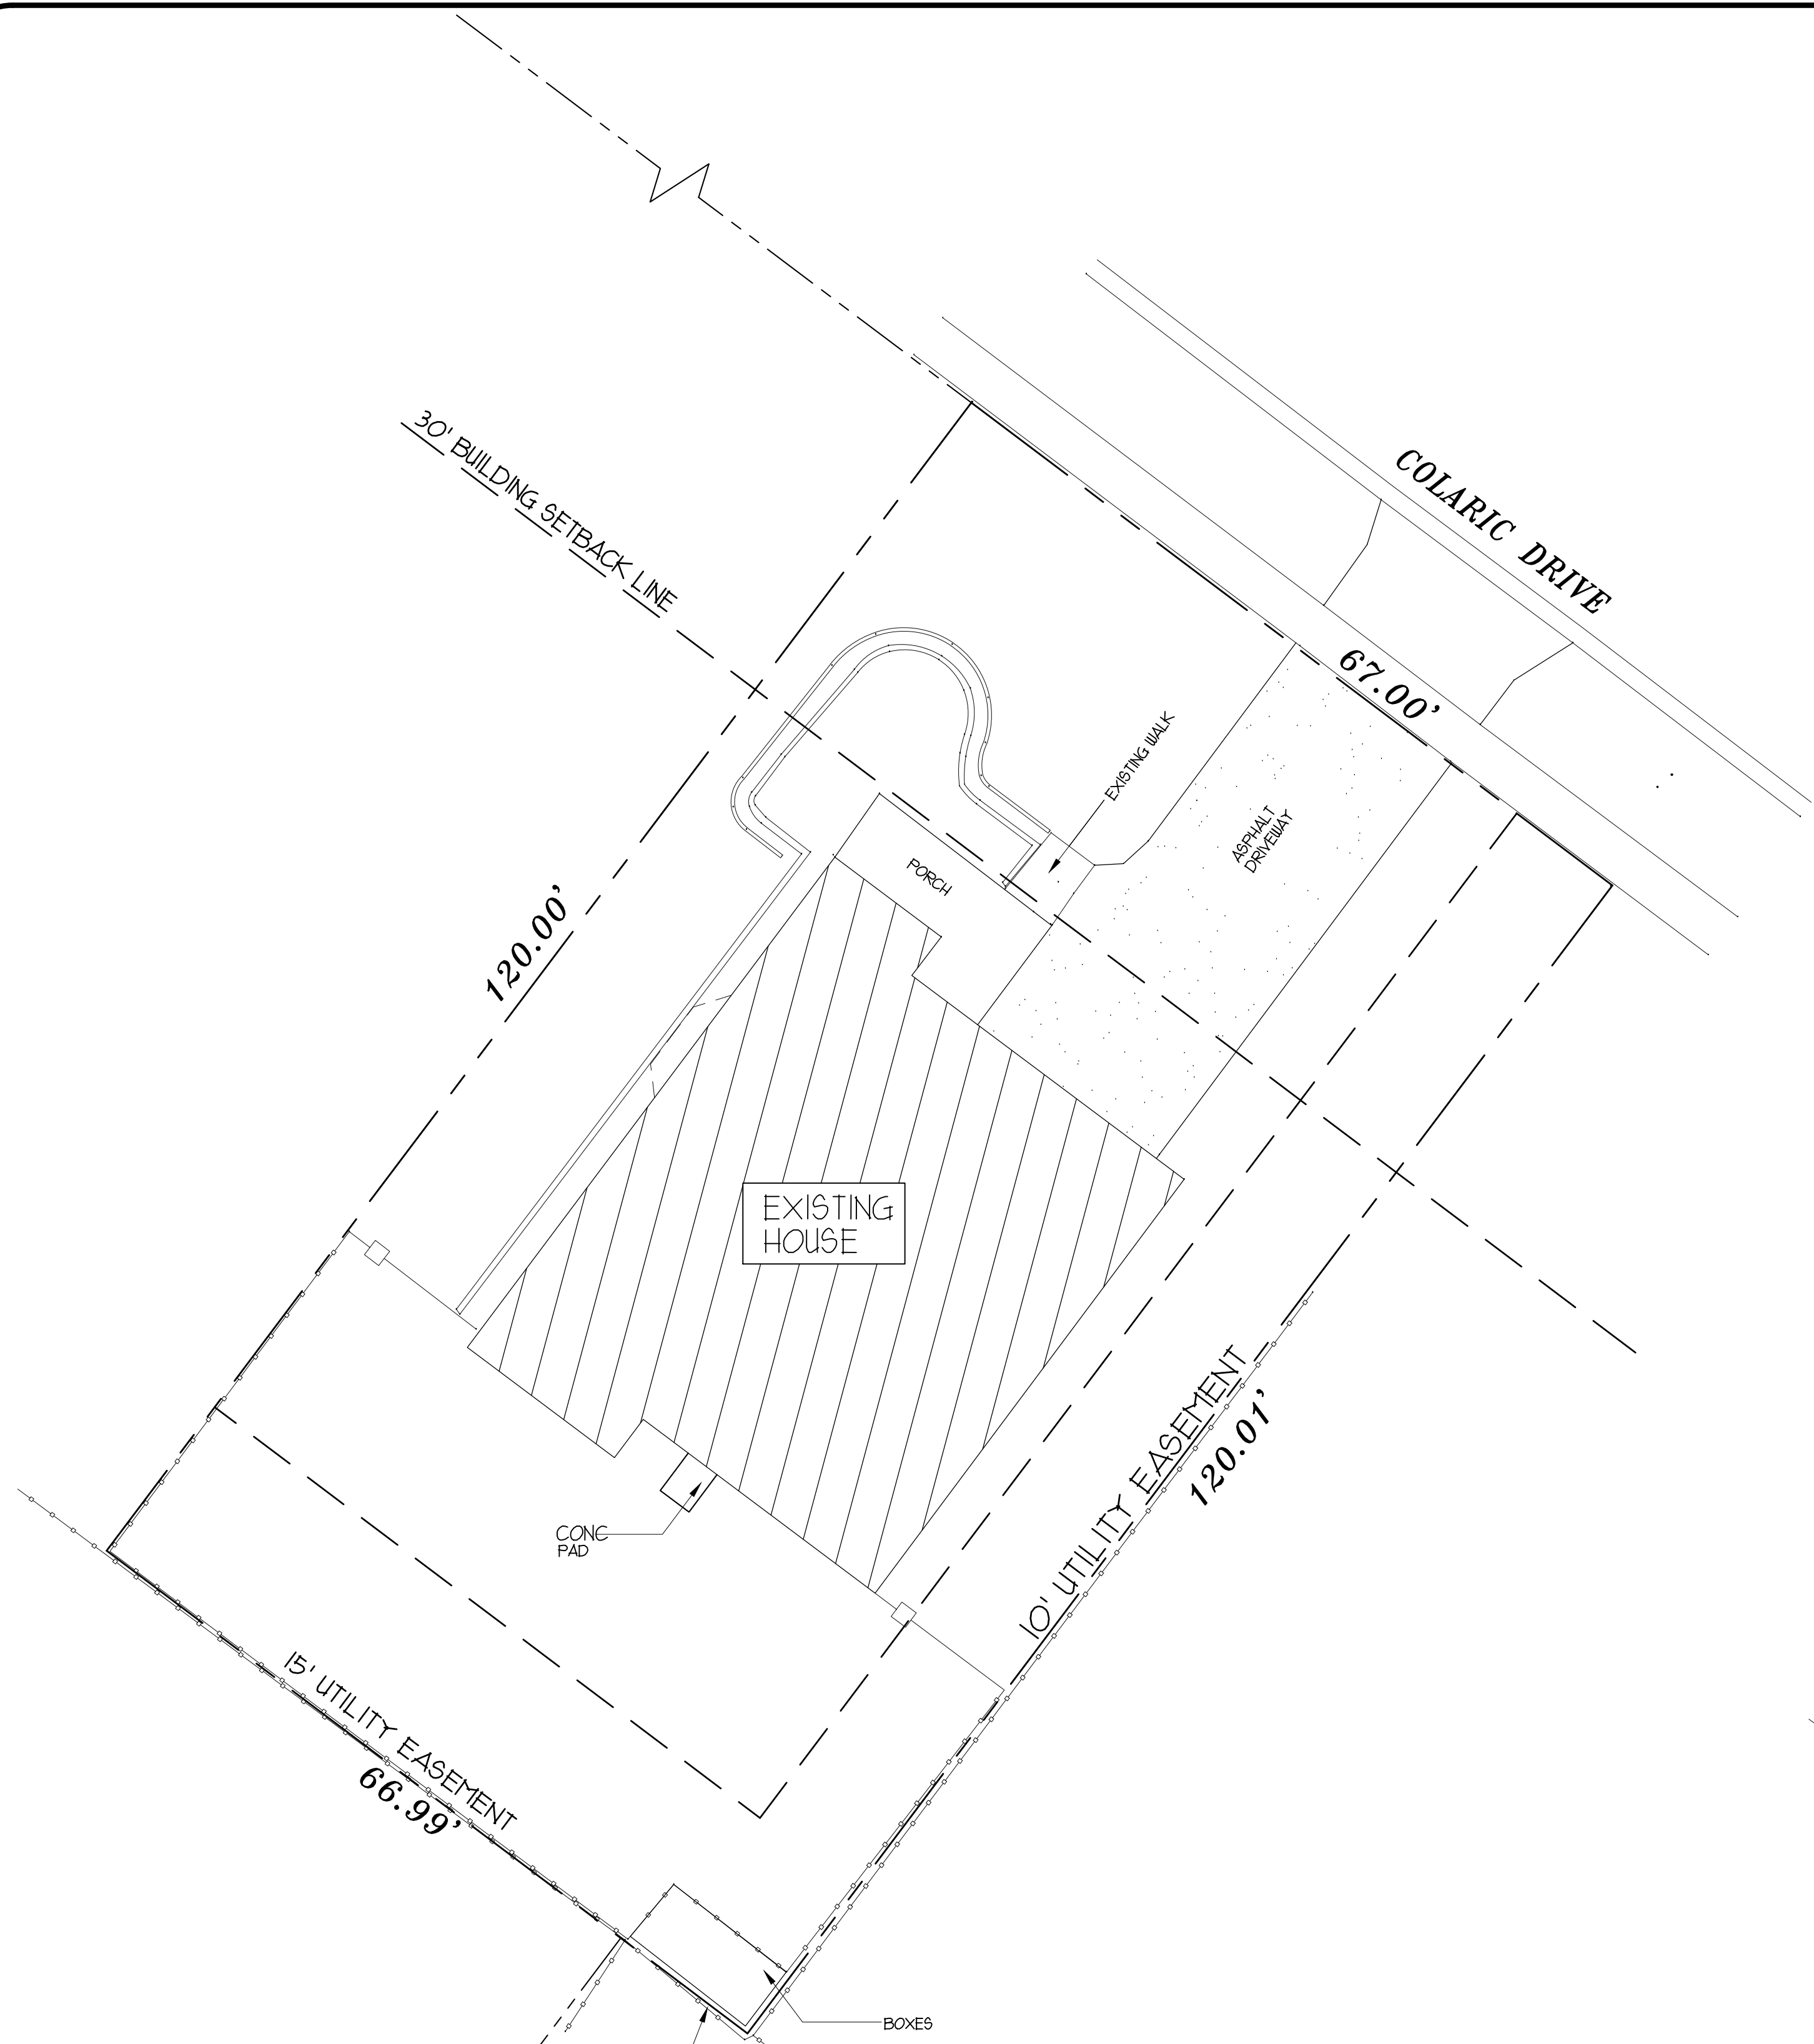 COLARIC DRIVE
30' BUILDING SETBACK LINE
67.00'
EXISTING WALK
ASPHALT
DRIVEWAY
PORCH
120.00'
EXISTING
HOUSE
10' UTILITY EASEMENT
120.01'
CONC
PAD
15' UTILITY EASEMENT
66.99'
BOXES